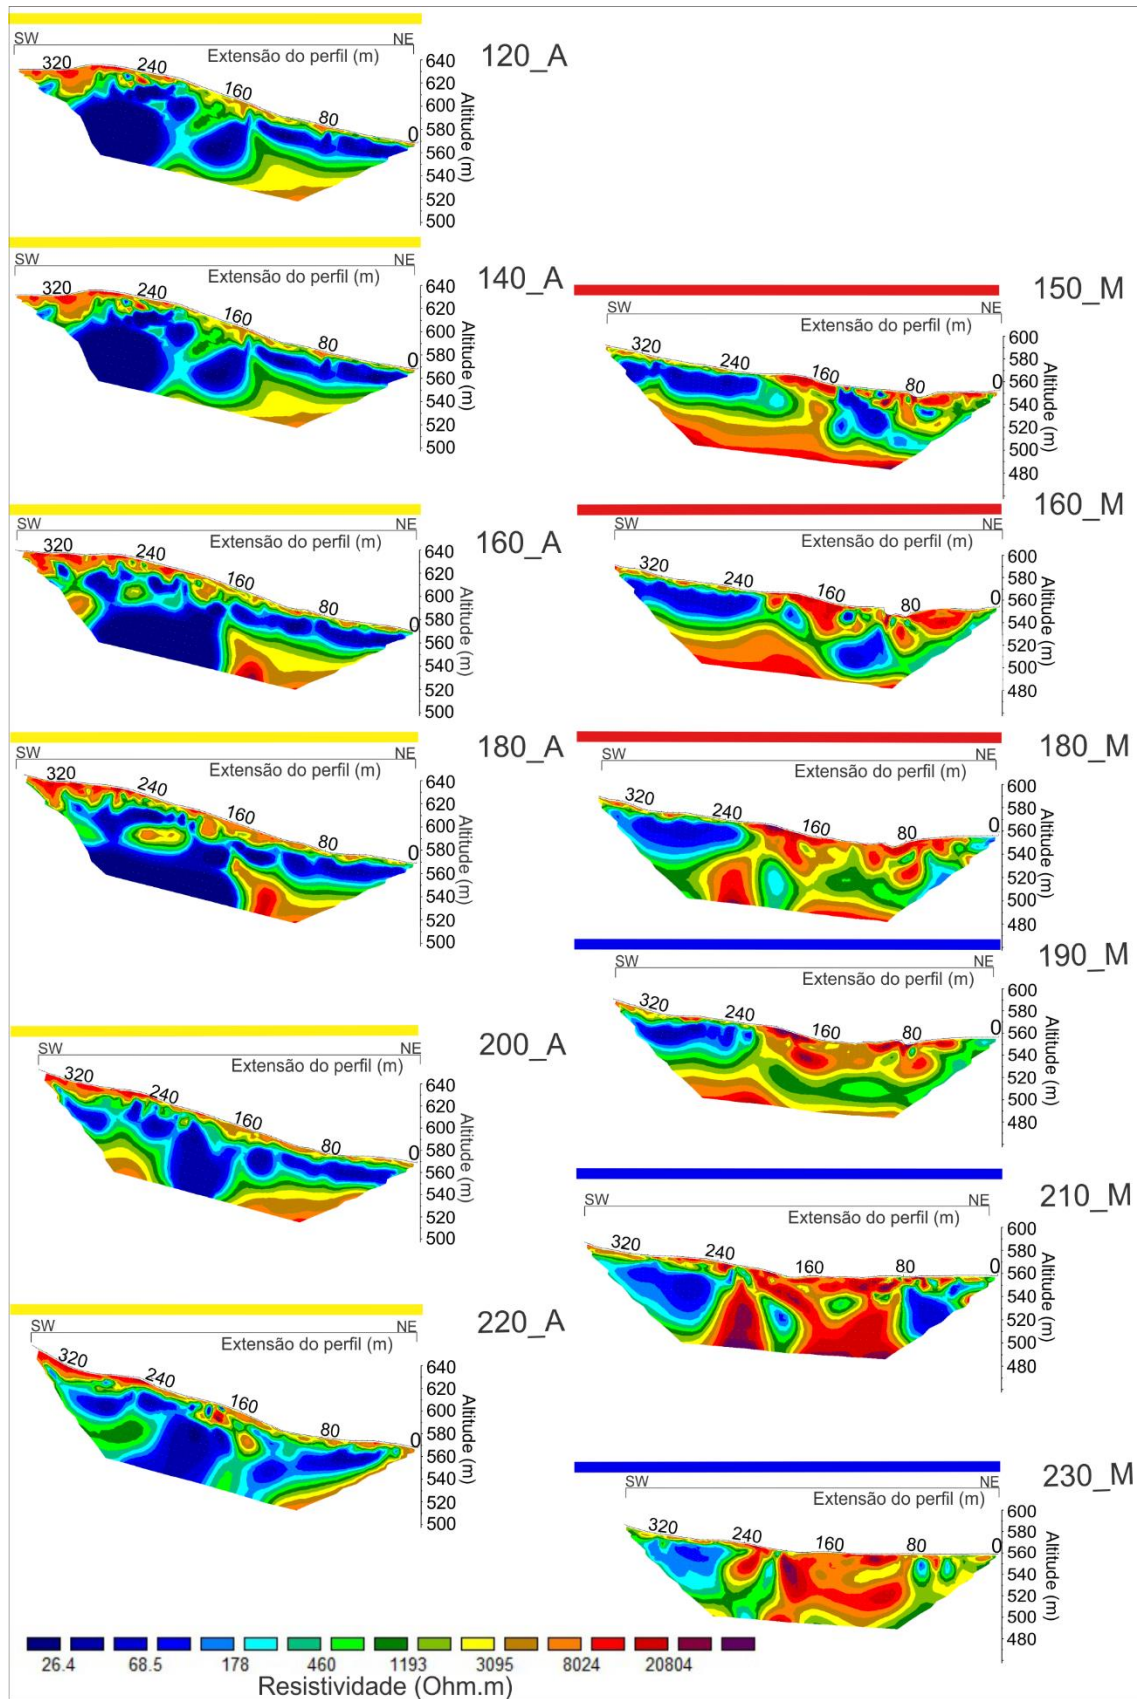 SW NE
Extensão do perfil (m)
320 240 160 80 0
640
620
600
580
560
540
520
500
Altitude (m)
120_A
SW NE
Extensão do perfil (m)
320 240 160 80 0
640
620
600
580
560
540
520
500
Altitude (m)
140_A
SW NE
Extensão do perfil (m)
320 240 160 80 0
640
620
600
580
560
540
520
500
Altitude (m)
160_A
SW NE
Extensão do perfil (m)
320 240 160 80 0
640
620
600
580
560
540
520
500
Altitude (m)
180_A
SW NE
Extensão do perfil (m)
320 240 160 80 0
640
620
600
580
560
540
520
500
Altitude (m)
200_A
SW NE
Extensão do perfil (m)
320 240 160 80 0
640
620
600
580
560
540
520
500
Altitude (m)
220_A
SW NE
Extensão do perfil (m)
320 240 160 80 0
600
580
560
540
520
500
480
Altitude (m)
150_M
SW NE
Extensão do perfil (m)
320 240 160 80 0
600
580
560
540
520
500
480
Altitude (m)
160_M
SW NE
Extensão do perfil (m)
320 240 160 80 0
600
580
560
540
520
500
480
Altitude (m)
180_M
SW NE
Extensão do perfil (m)
320 240 160 80 0
600
580
560
540
520
500
480
Altitude (m)
190_M
SW NE
Extensão do perfil (m)
320 240 160 80 0
600
580
560
540
520
500
480
Altitude (m)
210_M
SW NE
Extensão do perfil (m)
320 240 160 80 0
600
580
560
540
520
500
480
Altitude (m)
230_M
26.4 68.5 178 460 1193 3095 8024 20804
Resistividade (Ohm.m)